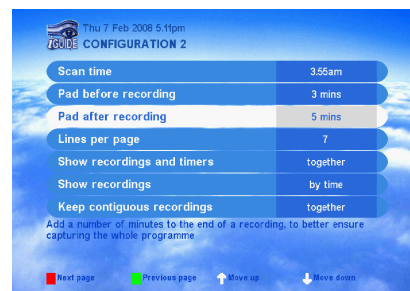 Thu 7 Feb 2008 5.11pm
iGUIDE CONFIGURATION 2
Scan time 3.55am
Pad before recording 3 mins
Pad after recording 5 mins
Lines per page 7
Show recordings and timers together
Show recordings by time
Keep contiguous recordings together
Add a number of minutes to the end of a recording, to better ensure
capturing the whole programme
Next page Previous page Move up Move down